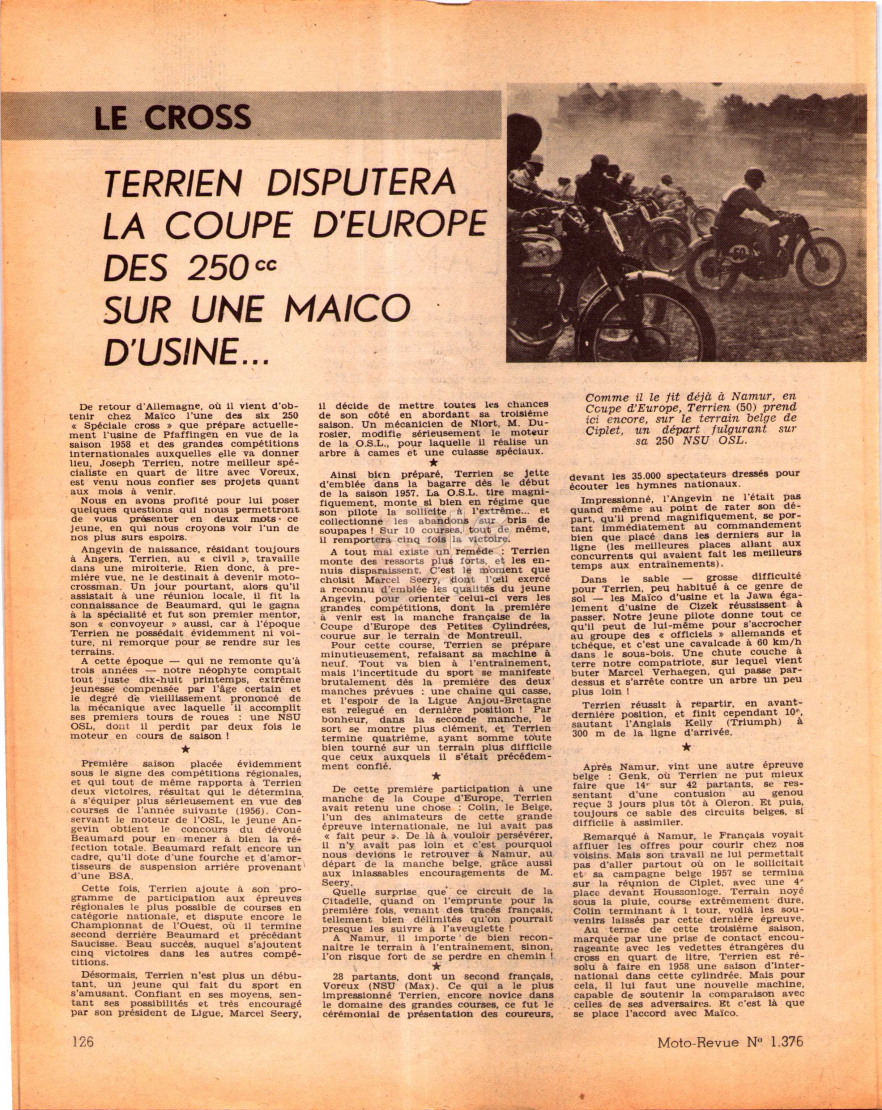 LE CROSS
TERRIEN DISPUTERA
LA COUPE D'EUROPE
DES 250 cc
SUR UNE MAICO
D'USINE...
De retour d'Allemagne, où il vient d'ob-
tenir chez Maïco l'une des six 250
« Spéciale cross » que prépare actuelle-
ment l'usine de Pfaffingen en vue de la
saison 1958 et des grandes compétitions
internationales auxquelles elle va donner
lieu, Joseph Terrien, notre meilleur spé-
cialiste en quart de litre avec Voreux,
est venu nous confier ses projets quant
aux mois à venir.
Nous en avons profité pour lui poser
quelques questions qui nous permettront
de vous présenter en deux mots ce
jeune, en qui nous croyons voir l'un de
nos plus surs espoirs.
Angevin de naissance, résidant toujours
à Angers, Terrien, au « civil », travaille
dans une miroiterie. Rien donc, à pre-
mière vue, ne le destinait à devenir moto-
crossman. Un jour pourtant, alors qu'il
assistait à une réunion locale, il fit la
connaissance de Beaumard, qui le gagna
à la spécialité et fut son premier mentor,
son « convoyeur » aussi, car à l'époque
Terrien ne possédait évidemment ni voi-
ture, ni remorque pour se rendre sur les
terrains.
A cette époque — qui ne remonte qu'à
trois années — notre néophyte comptait
tout juste dix-huit printemps, extrême
jeunesse compensée par l'âge certain et
le degré de vieillissement prononcé de
la mécanique avec laquelle il accomplit
ses premiers tours de roues : une NSU
OSL, dont il perdit par deux fois le
moteur en cours de saison !
★
Première saison placée évidemment
sous le signe des compétitions régionales,
et qui tout de même rapporta à Terrien
deux victoires, résultat qui le détermina
à s'équiper plus sérieusement en vue des
courses de l'année suivante (1956). Con-
servant le moteur de l'OSL, le jeune An-
gevin obtient le concours du dévoué
Beaumard pour en mener à bien la ré-
fection totale. Beaumard refait encore un
cadre, qu'il dote d'une fourche et d'amor-
tisseurs de suspension arrière provenant
d'une BSA.
Cette fois, Terrien ajoute à son pro-
gramme de participation aux épreuves
régionales le plus possible de courses en
catégorie nationale, et dispute encore le
Championnat de l'Ouest, où il termine
second derrière Beaumard et précédant
Saucisse. Beau succès, auquel s'ajoutent
cinq victoires dans les autres compé-
titions.
Désormais, Terrien n'est plus un débu-
tant, un jeune qui fait du sport en
s'amusant. Confiant en ses moyens, sen-
tant ses possibilités et très encouragé
par son président de Ligue, Marcel Seery,
il décide de mettre toutes les chances
de son côté en abordant sa troisième
saison. Un mécanicien de Niort, M. Du-
rosier, modifie sérieusement le moteur
de la O.S.L., pour laquelle il réalise un
arbre à cames et une culasse spéciaux.
★
Ainsi bien préparé, Terrien se jette
d'emblée dans la bagarre dès le début
de la saison 1957. La O.S.L. tire magni-
fiquement, monte si bien en régime que
son pilote la sollicite à l'extrême... et
collectionne les abandons sur bris de
soupapes ! Sur 10 courses, tout de même,
il remportera cinq fois la victoire.
A tout mal existe un remède : Terrien
monte des ressorts plus forts, et les en-
nuis disparaissent. C'est le moment que
choisit Marcel Seery, dont l'œil exercé
a reconnu d'emblée les qualités du jeune
Angevin, pour orienter celui-ci vers les
grandes compétitions, dont la première
à venir est la manche française de la
Coupe d'Europe des Petites Cylindrées,
courue sur le terrain de Montreuil.
Pour cette course, Terrien se prépare
minutieusement, refaisant sa machine à
neuf. Tout va bien à l'entrainement,
mais l'incertitude du sport se manifeste
brutalement dès la première des deux
manches prévues : une chaine qui casse,
et l'espoir de la Ligue Anjou-Bretagne
est relegué en dernière position ! Par
bonheur, dans la seconde manche, le
sort se montre plus clément, et Terrien
termine quatrième, ayant somme toute
bien tourné sur un terrain plus difficile
que ceux auxquels il s'était précédem-
ment confié.
★
De cette première participation à une
manche de la Coupe d'Europe, Terrien
avait retenu une chose : Colin, le Belge,
l'un des animateurs de cette grande
épreuve internationale, ne lui avait pas
« fait peur ». De là à vouloir persévérer,
il n'y avait pas loin et c'est pourquoi
nous devions le retrouver à Namur, au
départ de la manche belge, grâce aussi
aux inlassables encouragements de M.
Seery.
Quelle surprise que ce circuit de la
Citadelle, quand on l'emprunte pour la
première fois, venant des tracés français,
tellement bien délimités qu'on pourrait
presque les suivre à l'aveuglette !
A Namur, il importe de bien recon-
naître le terrain à l'entrainement, sinon,
l'on risque fort de se perdre en chemin !
★
28 partants, dont un second français,
Voreux (NSU Max). Ce qui a le plus
impressionné Terrien, encore novice dans
le domaine des grandes courses, ce fut le
cérémonial de présentation des coureurs,
Comme il le fit déjà à Namur, en
Coupe d'Europe, Terrien (50) prend
ici encore, sur le terrain belge de
Ciplet, un départ fulgurant sur
sa 250 NSU OSL.
devant les 35.000 spectateurs dressés pour
écouter les hymnes nationaux.
Impressionné, l'Angevin ne l'était pas
quand même au point de rater son dé-
part, qu'il prend magnifiquement, se por-
tant immédiatement au commandement
bien que placé dans les derniers sur la
ligne (les meilleures places allant aux
concurrents qui avaient fait les meilleurs
temps aux entrainements).
Dans le sable — grosse difficulté
pour Terrien, peu habitué à ce genre de
sol — les Maïco d'usine et la Jawa éga-
lement d'usine de Cizek réussissent à
passer. Notre jeune pilote donne tout ce
qu'il peut de lui-même pour s'accrocher
au groupe des « officiels » allemands et
tchèque, et c'est une cavalcade à 60 km/h
dans le sous-bois. Une chute couche à
terre notre compatriote, sur lequel vient
buter Marcel Verhaegen, qui passe par-
dessus et s'arrête contre un arbre un peu
plus loin !
Terrien réussit à repartir, en avant-
dernière position, et finit cependant 10e,
sautant l'Anglais Kelly (Triumph) à
300 m de la ligne d'arrivée.
★
Après Namur, vint une autre épreuve
belge : Genk, où Terrien ne put mieux
faire que 14e sur 42 partants, se res-
sentant d'une contusion au genou
reçue 3 jours plus tôt à Oleron. Et puis,
toujours ce sable des circuits belges, si
difficile à assimiler.
Remarqué à Namur, le Français voyait
affluer les offres pour courir chez nos
voisins. Mais son travail ne lui permettait
pas d'aller partout où on le sollicitait
et sa campagne belge 1957 se termina
sur la réunion de Ciplet, avec une 4e
place devant Houssonloge. Terrain noyé
sous la pluie, course extrêmement dure,
Colin terminant à 1 tour, voilà les sou-
venirs laissés par cette dernière épreuve.
Au terme de cette troisième saison,
marquée par une prise de contact encou-
rageante avec les vedettes étrangères du
cross en quart de litre, Terrien est ré-
solu à faire en 1958 une saison d'inter-
national dans cette cylindrée. Mais pour
cela, il lui faut une nouvelle machine,
capable de soutenir la comparaison avec
celles de ses adversaires. Et c'est là que
se place l'accord avec Maïco.
126
Moto-Revue N° 1.376